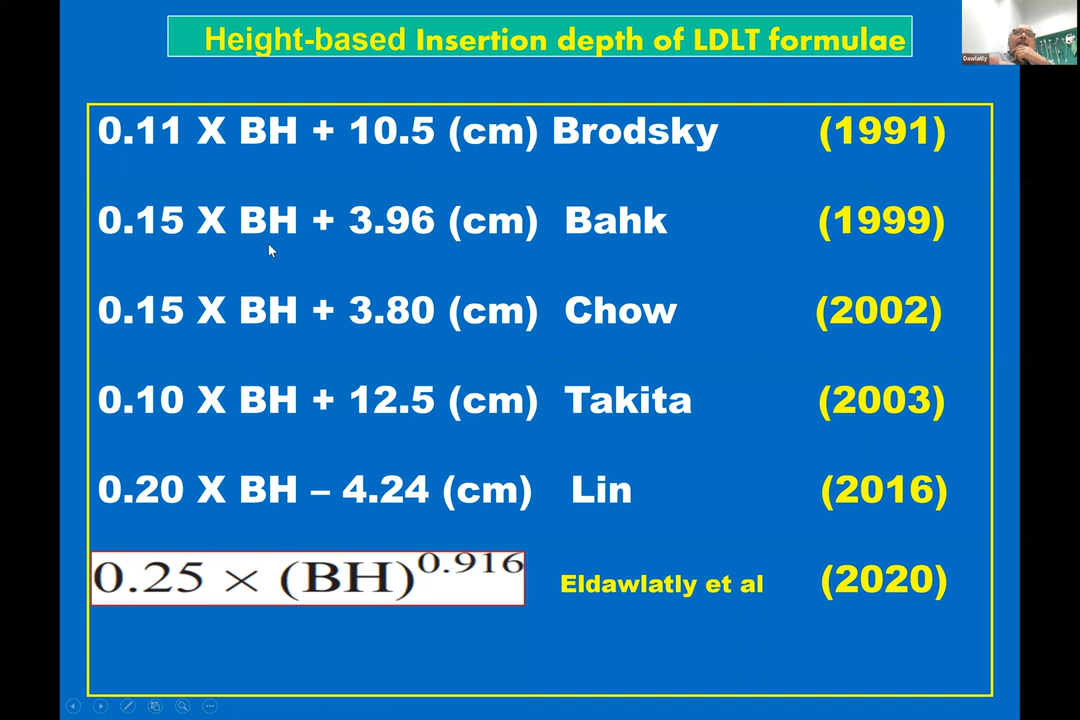 Height-based Insertion depth of LDLT formulae
Dawlatly
0.11 X BH + 10.5 (cm) Brodsky (1991)
0.15 X BH + 3.96 (cm) Bahk (1999)
0.15 X BH + 3.80 (cm) Chow (2002)
0.10 X BH + 12.5 (cm) Takita (2003)
0.20 X BH – 4.24 (cm) Lin (2016)
0.25 × (BH)^0.916 Eldawlatly et al (2020)